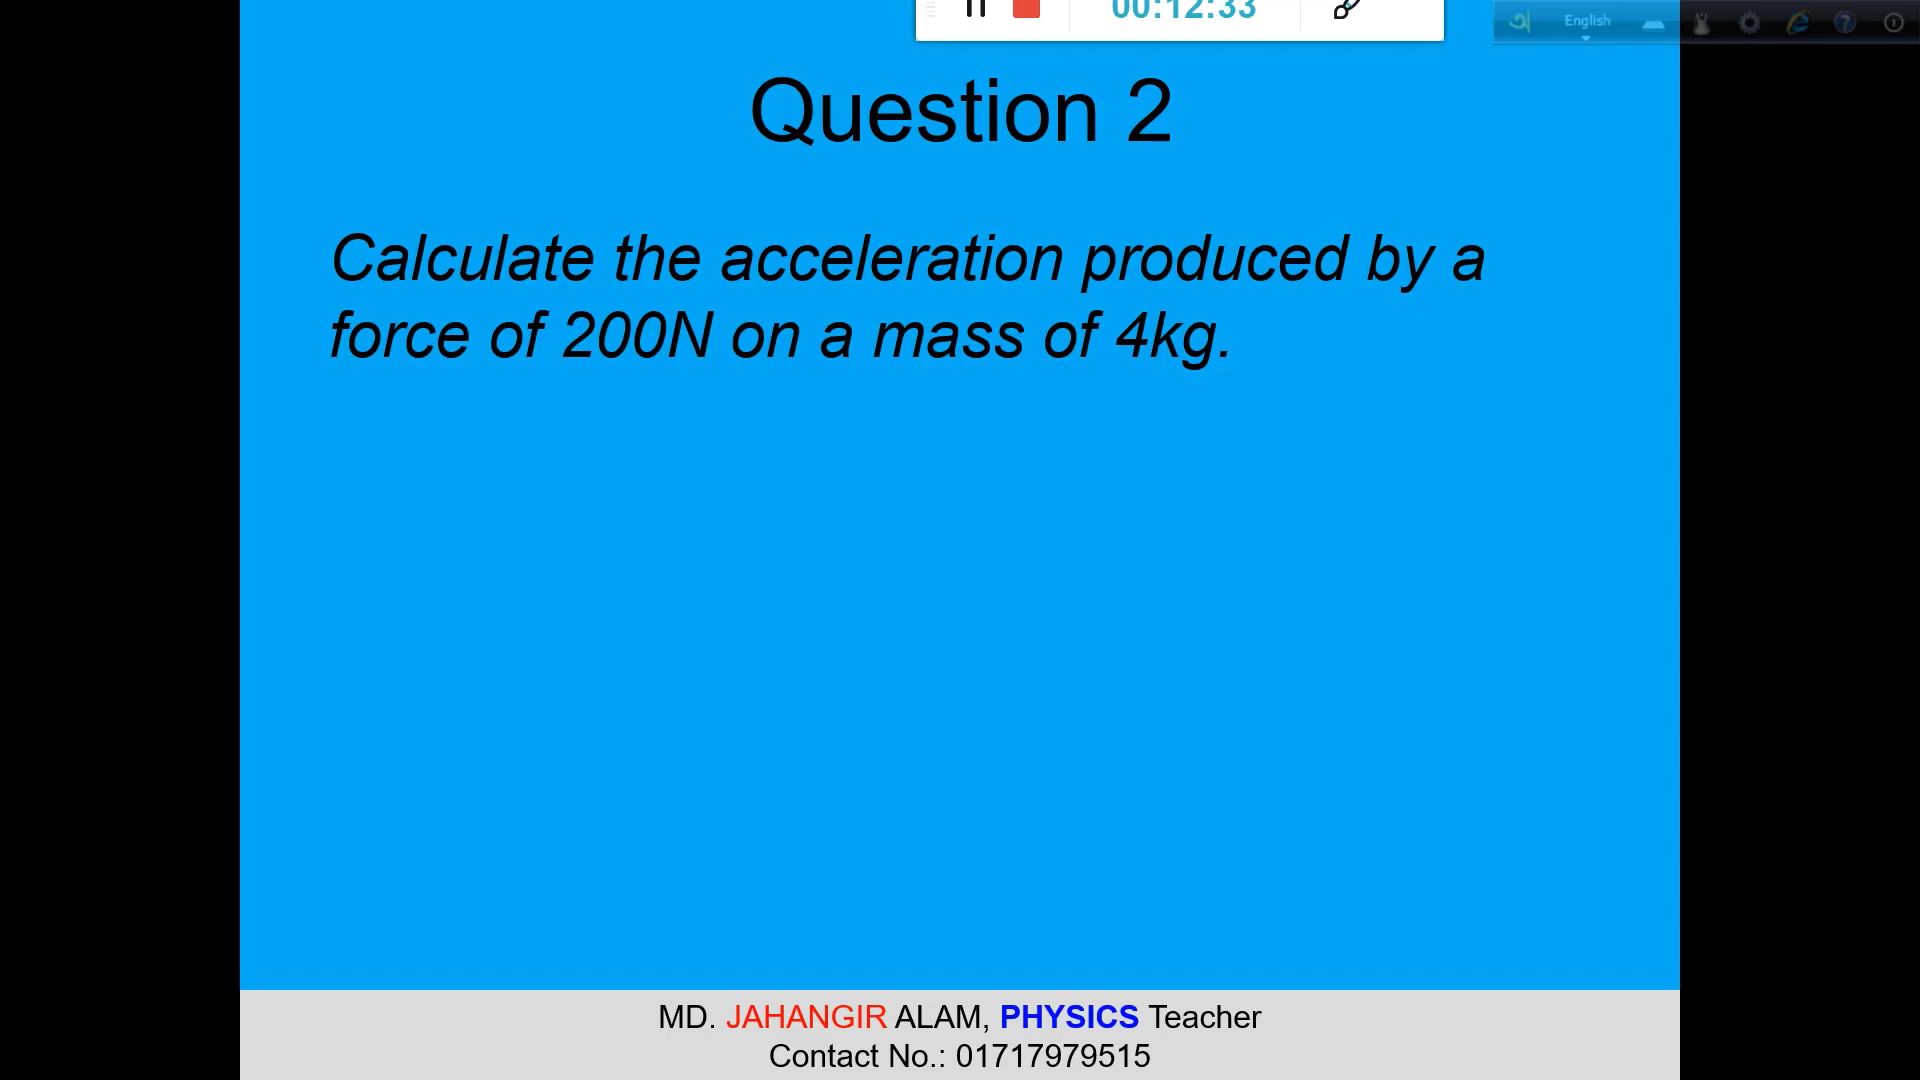 00:12:33
English
Question 2
Calculate the acceleration produced by a
force of 200N on a mass of 4kg.
MD. JAHANGIR ALAM, PHYSICS Teacher
Contact No.: 01717979515